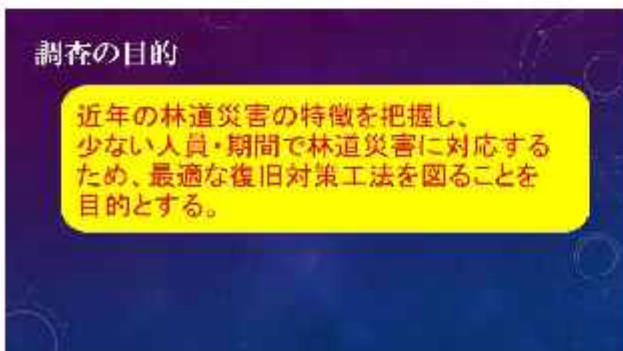 調査の目的
近年の林道災害の特徴を把握し、
少ない人員・期間で林道災害に対応する
ため、最適な復旧対策工法を図ることを
目的とする。